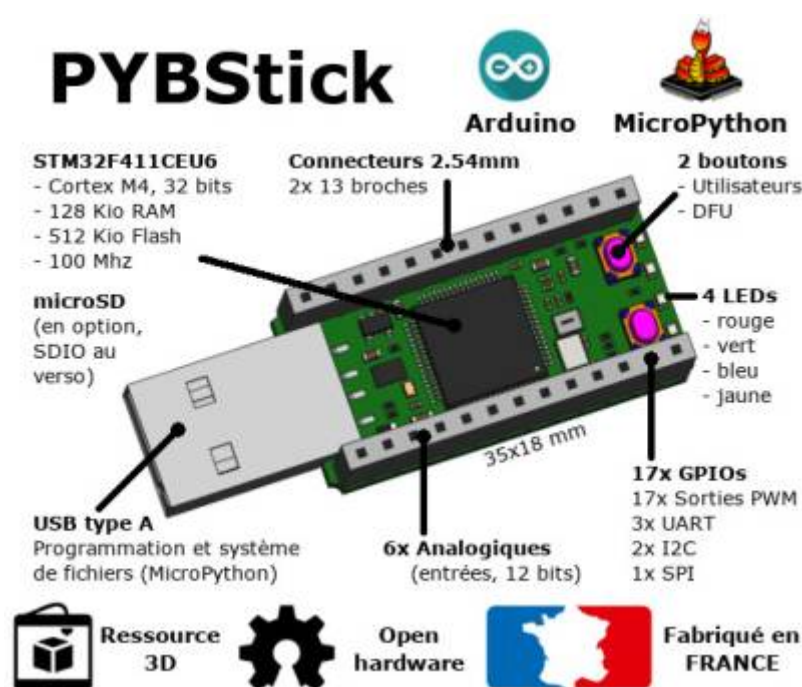 PYBStick
Arduino
MicroPython
STM32F411CEU6
- Cortex M4, 32 bits
- 128 Kio RAM
- 512 Kio Flash
- 100 Mhz
Connecteurs 2.54mm
2x 13 broches
2 boutons
- Utilisateurs
- DFU
microSD
(en option,
SDIO au
verso)
4 LEDs
- rouge
- vert
- bleu
- jaune
35x18 mm
USB type A
Programmation et système
de fichiers (MicroPython)
6x Analogiques
(entrées, 12 bits)
17x GPIOs
17x Sorties PWM
3x UART
2x I2C
1x SPI
Ressource
3D
Open
hardware
Fabriqué en
FRANCE